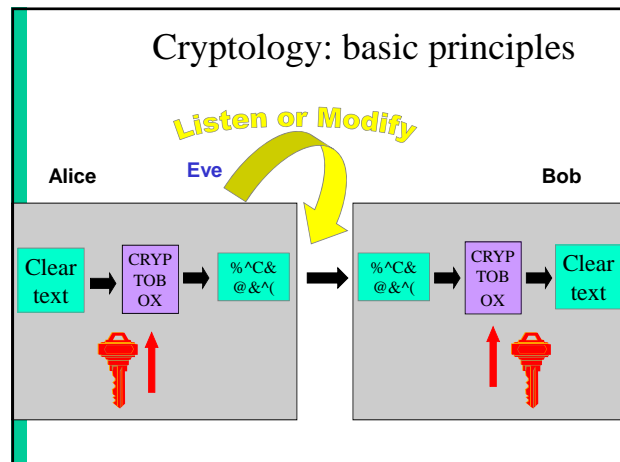 Cryptology: basic principles
Listen or Modify
Eve
Alice
Bob
Clear
text
CRYP
TOB
OX
%^C&
@&^(
%^C&
@&^(
CRYP
TOB
OX
Clear
text